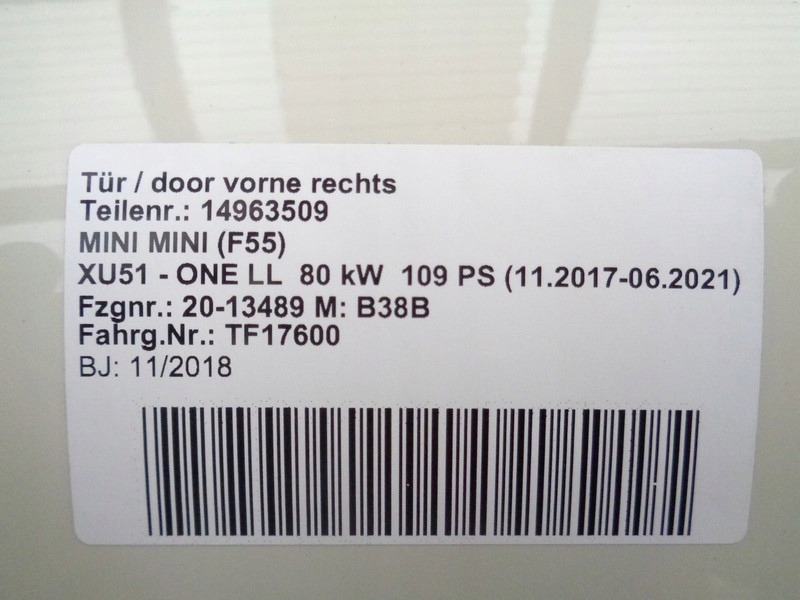 Tür / door vorne rechts
Teilenr.: 14963509
MINI MINI (F55)
XU51 - ONE LL  80 kW  109 PS (11.2017-06.2021)
Fzgnr.: 20-13489 M: B38B
Fahrg.Nr.: TF17600
BJ: 11/2018